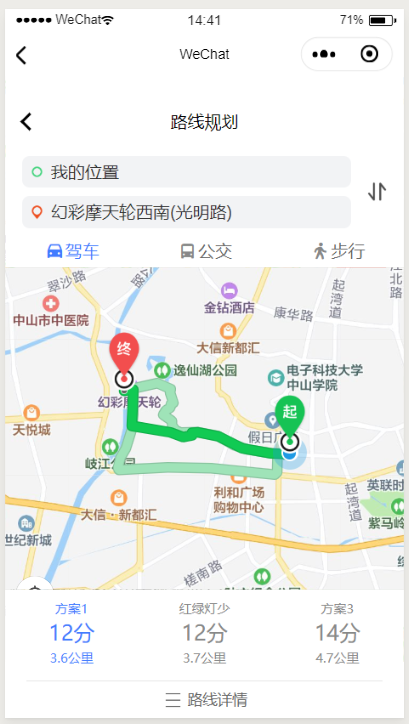 WeChat 14:41 71%
WeChat
路线规划
我的位置
幻彩摩天轮西南(光明路)
驾车 公交 步行
翠沙路
中山市中医院
金钻酒店
康华路
起湾道
江北路
大信新都汇
终
逸仙湖公园
电子科技大学
中山学院
幻彩摩天轮
起
天悦城
假日广
岐江公园
利和广场
购物中心
英联时
大信·新都汇
起湾道
紫马岭
世纪新城
槎南路
方案1 红绿灯少 方案3
12分 12分 14分
3.6公里 3.7公里 4.7公里
路线详情